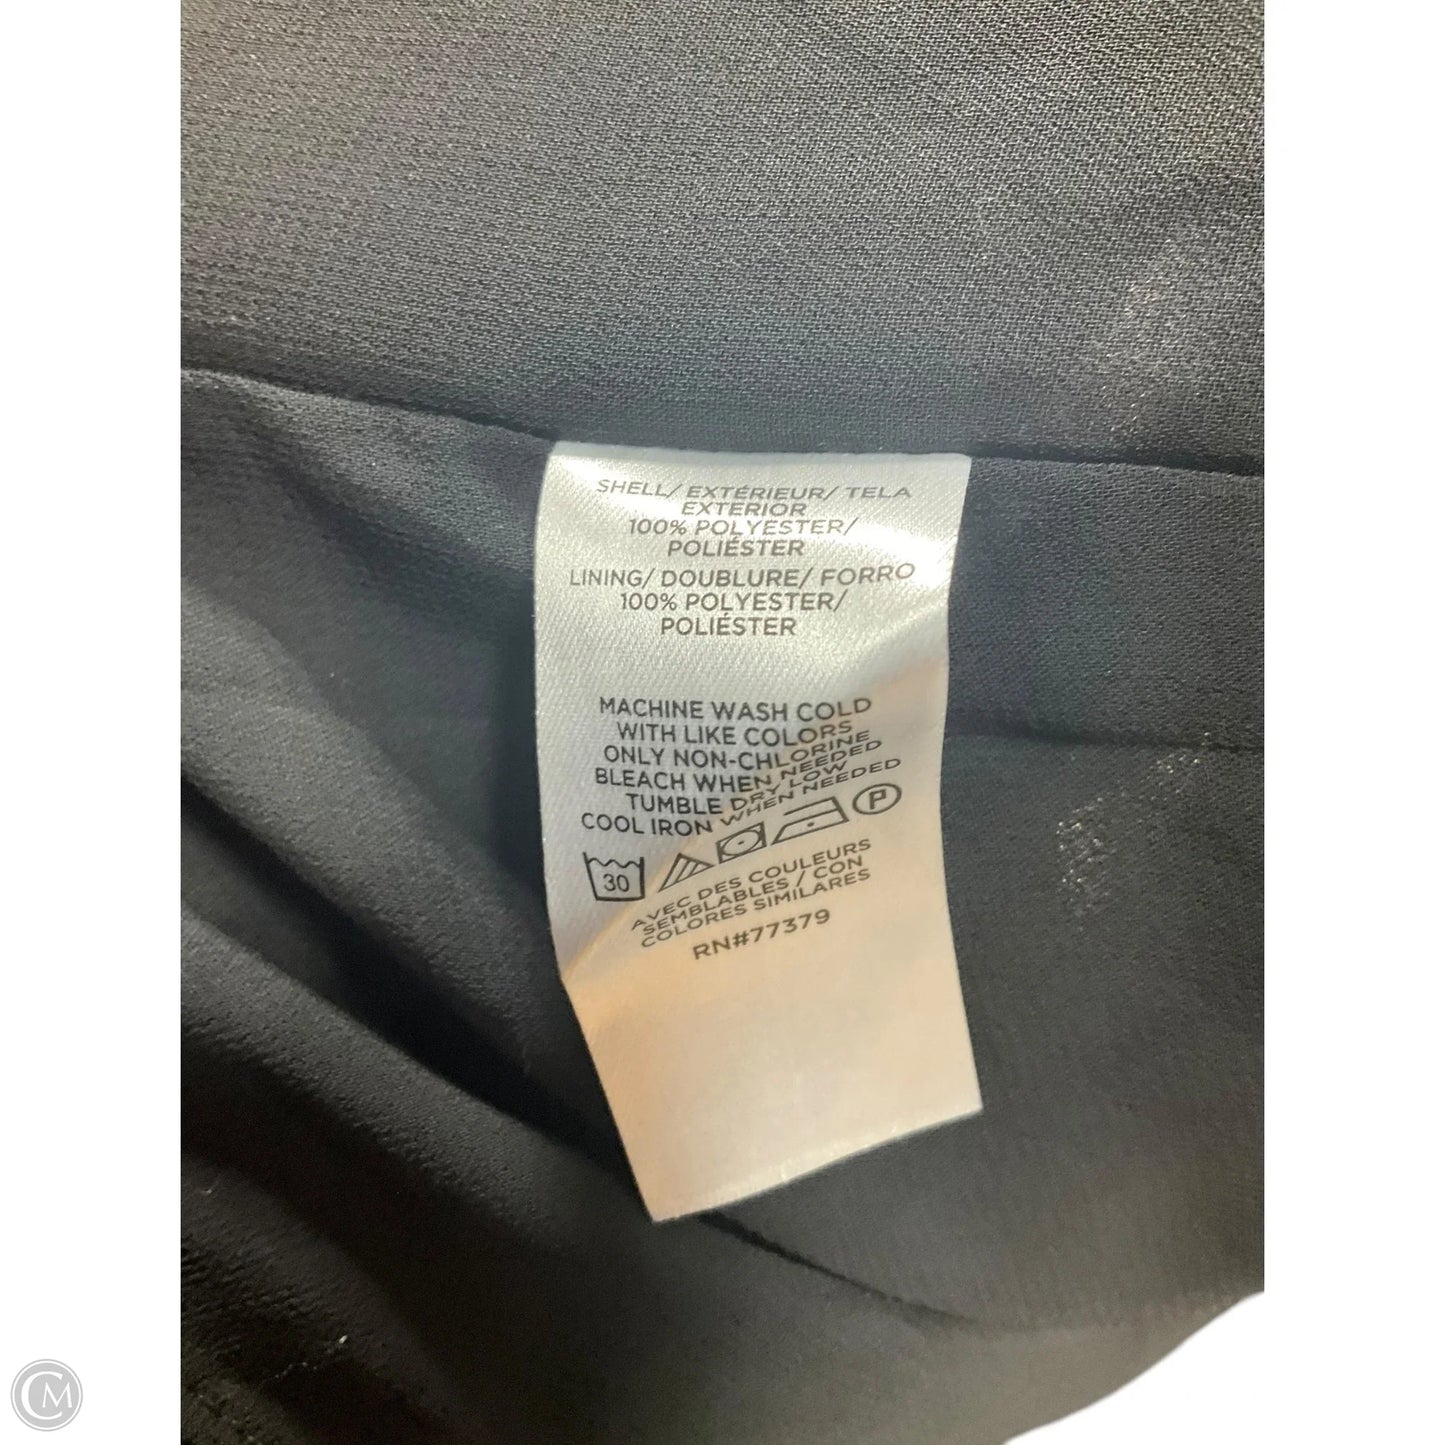 SHELL/ EXTÉRIEUR/ TELA
EXTERIOR
100% POLYESTER/
POLIÉSTER
LINING/ DOUBLURE/ FORRO
100% POLYESTER/
POLIÉSTER
MACHINE WASH COLD
WITH LIKE COLORS
ONLY NON-CHLORINE
BLEACH WHEN NEEDED
TUMBLE DRY LOW
COOL IRON WHEN NEEDED
30 P
AVEC DES COULEURS
SEMBLABLES / CON
COLORES SIMILARES
RN#77379
CM